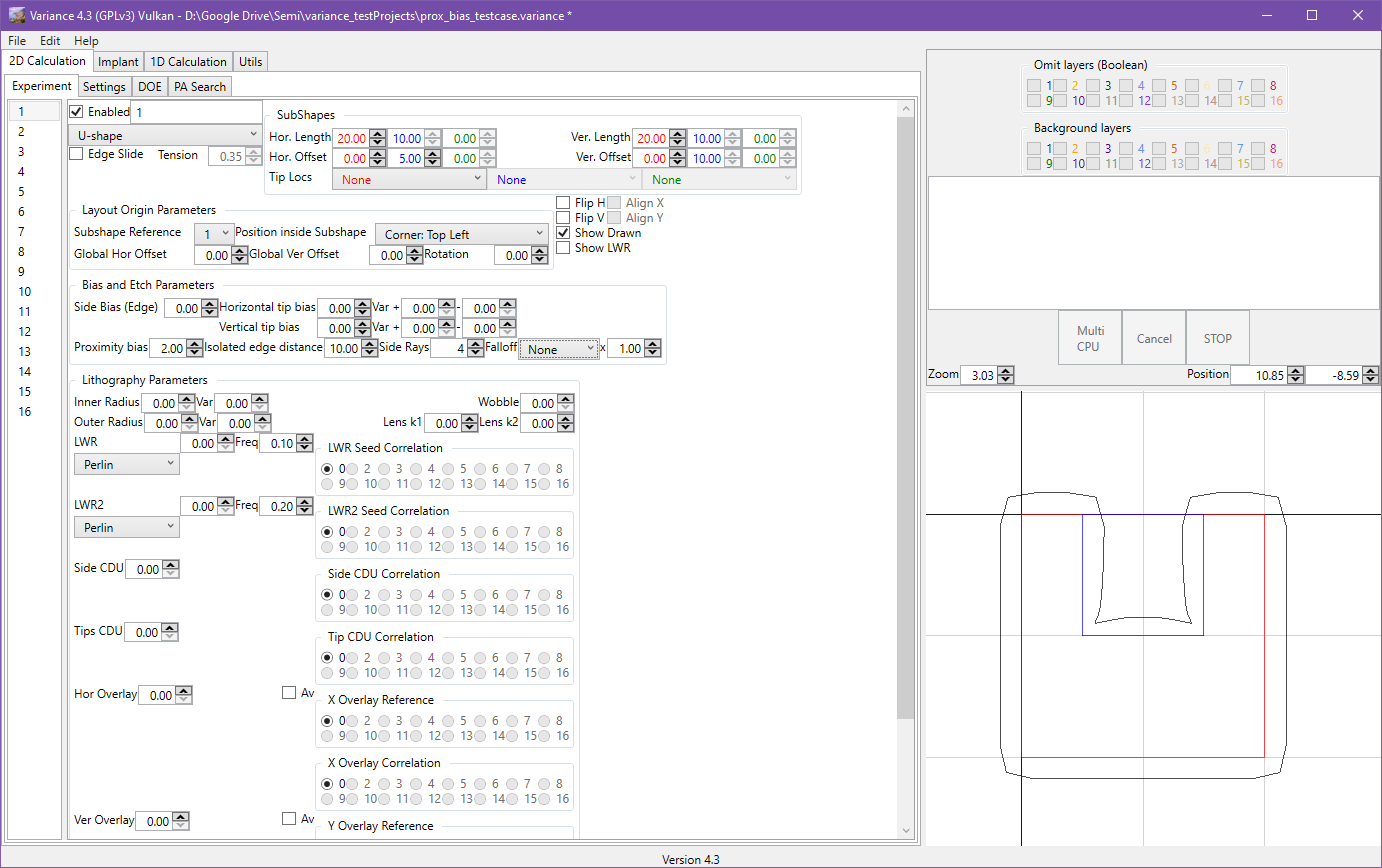 Variance 4.3 (GPLv3) Vulkan - D:\Google Drive\Semi\variance_testProjects\prox_bias_testcase.variance *
File Edit Help
2D Calculation Implant 1D Calculation Utils
Experiment Settings DOE PA Search
1
2
3
4
5
6
7
8
9
10
11
12
13
14
15
16
Enabled 1
U-shape
Edge Slide Tension 0.35
SubShapes
Hor. Length 20.00 10.00 0.00 Ver. Length 20.00 10.00 0.00
Hor. Offset 0.00 5.00 0.00 Ver. Offset 0.00 10.00 0.00
Tip Locs None None None
Layout Origin Parameters
Subshape Reference 1 Position inside Subshape Corner: Top Left
Global Hor Offset 0.00 Global Ver Offset 0.00 Rotation 0.00
Flip H Align X
Flip V Align Y
Show Drawn
Show LWR
Bias and Etch Parameters
Side Bias (Edge) 0.00 Horizontal tip bias 0.00 Var + 0.00 - 0.00
Vertical tip bias 0.00 Var + 0.00 - 0.00
Proximity bias 2.00 Isolated edge distance 10.00 Side Rays 4 Falloff None x 1.00
Lithography Parameters
Inner Radius 0.00 Var 0.00 Wobble 0.00
Outer Radius 0.00 Var 0.00 Lens k1 0.00 Lens k2 0.00
LWR 0.00 Freq 0.10
Perlin
LWR Seed Correlation
0 2 3 4 5 6 7 8
9 10 11 12 13 14 15 16
LWR2 0.00 Freq 0.20
Perlin
LWR2 Seed Correlation
0 2 3 4 5 6 7 8
9 10 11 12 13 14 15 16
Side CDU 0.00
Side CDU Correlation
0 2 3 4 5 6 7 8
9 10 11 12 13 14 15 16
Tips CDU 0.00
Tip CDU Correlation
0 2 3 4 5 6 7 8
9 10 11 12 13 14 15 16
Hor Overlay 0.00 Av
X Overlay Reference
0 2 3 4 5 6 7 8
9 10 11 12 13 14 15 16
X Overlay Correlation
0 2 3 4 5 6 7 8
9 10 11 12 13 14 15 16
Ver Overlay 0.00 Av
Y Overlay Reference
Omit layers (Boolean)
1 2 3 4 5 6 7 8
9 10 11 12 13 14 15 16
Background layers
1 2 3 4 5 6 7 8
9 10 11 12 13 14 15 16
Multi
CPU
Cancel
STOP
Zoom 3.03 Position 10.85 -8.59
Version 4.3